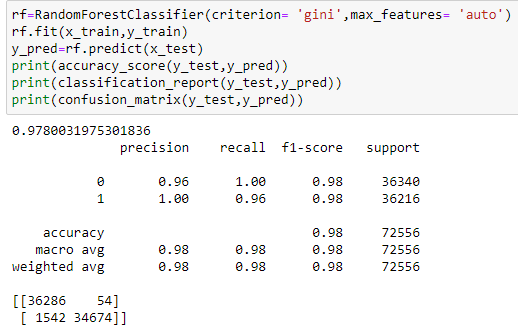 rf=RandomForestClassifier(criterion= 'gini',max_features= 'auto')
rf.fit(x_train,y_train)
y_pred=rf.predict(x_test)
print(accuracy_score(y_test,y_pred))
print(classification_report(y_test,y_pred))
print(confusion_matrix(y_test,y_pred))
0.9780031975301836
precision recall f1-score support
0 0.96 1.00 0.98 36340
1 1.00 0.96 0.98 36216
accuracy 0.98 72556
macro avg 0.98 0.98 0.98 72556
weighted avg 0.98 0.98 0.98 72556
[[36286 54]
[ 1542 34674]]